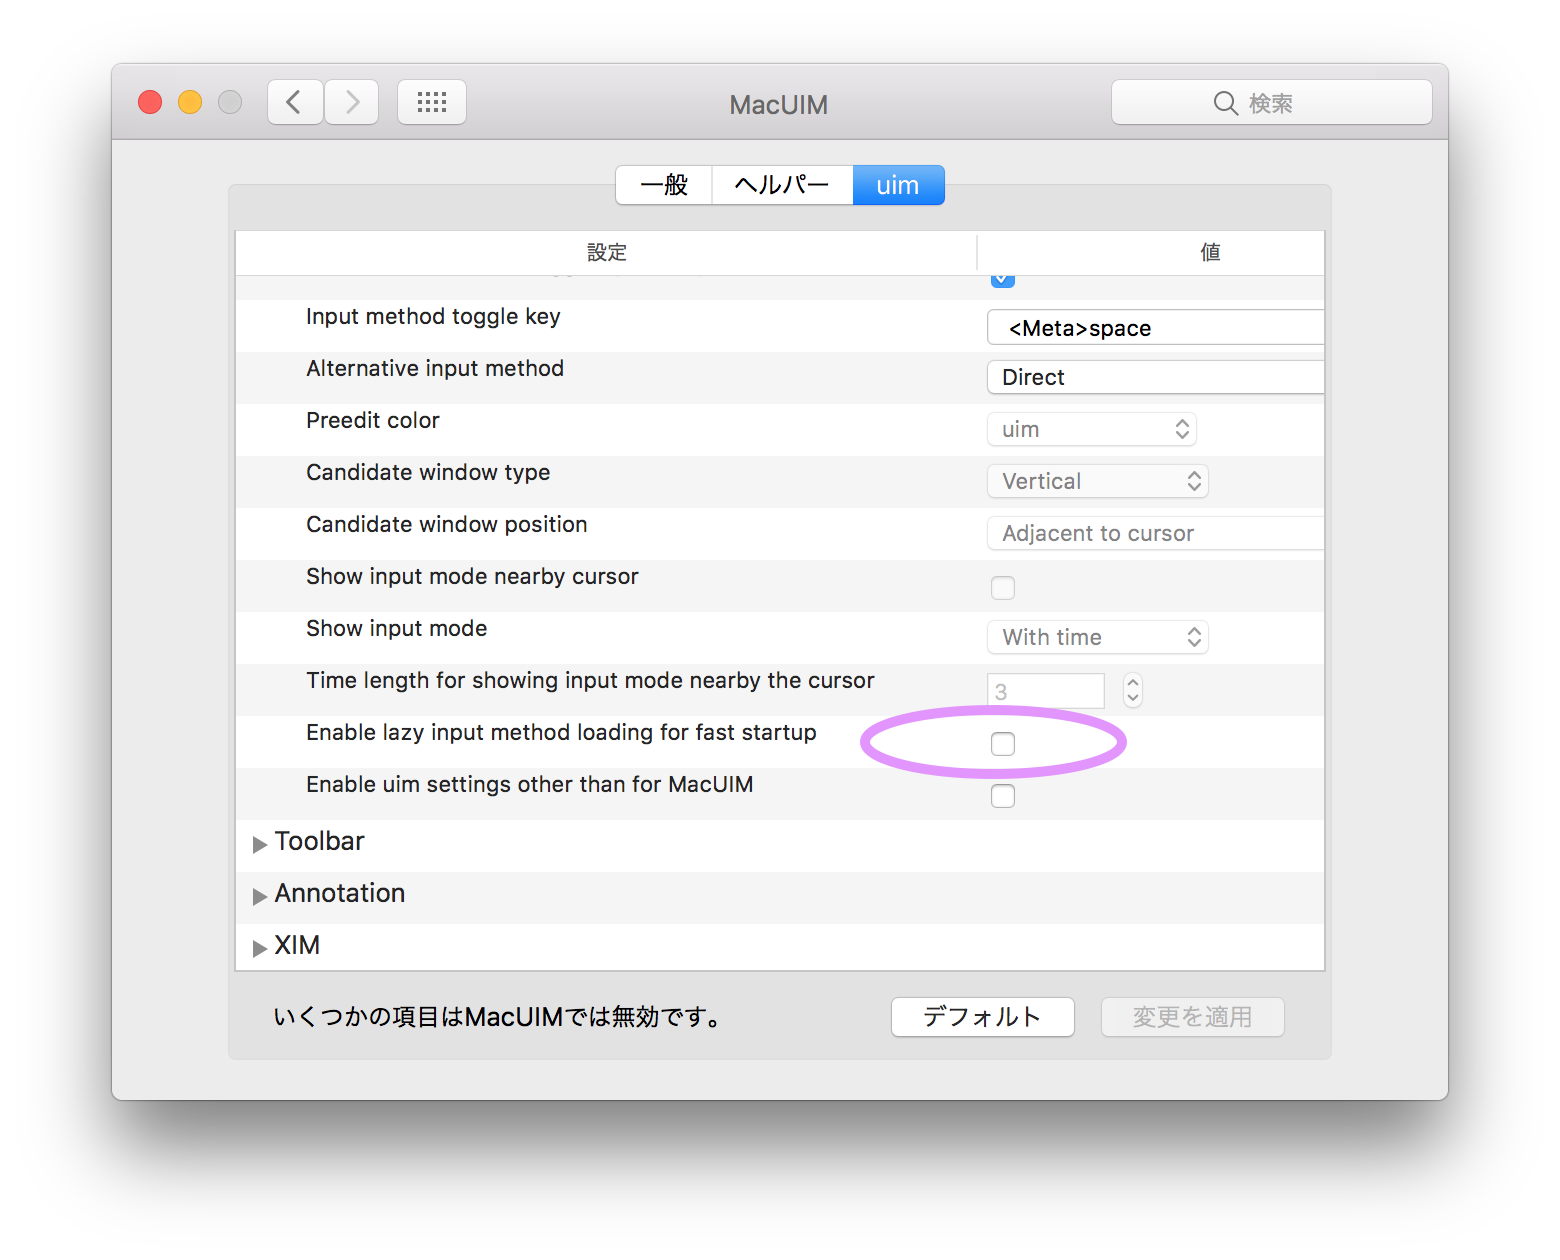 MacUIM
検索
一般 ヘルパー uim
設定 値
Input method toggle key <Meta>space
Alternative input method Direct
Preedit color uim
Candidate window type Vertical
Candidate window position Adjacent to cursor
Show input mode nearby cursor
Show input mode With time
Time length for showing input mode nearby the cursor 3
Enable lazy input method loading for fast startup
Enable uim settings other than for MacUIM
Toolbar
Annotation
XIM
いくつかの項目はMacUIMでは無効です。 デフォルト 変更を適用